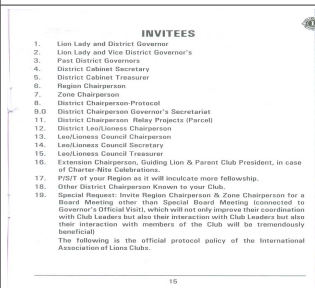 INVITEES
1. Lion Lady and District Governor
2. Lion Lady and Vice District Governor's
3. Past District Governors
4. District Cabinet Secretary
5. District Cabinet Treasurer
6. Region Chairperson
7. Zone Chairperson
8. District Chairperson-Protocol
9.0 District Chairperson Governor's Secretariat
11. District Chairperson Relay Projects (Parcel)
12. District Leo/Lioness Chairperson
13. Leo/Lioness Council Chairperson
14. Leo/Lioness Council Secretary
15. Leo/Lioness Council Treasurer
16. Extension Chairperson, Guiding Lion & Parent Club President, in case
of Charter-Nite Celebrations.
17. P/S/T of your Region as it will inculcate more fellowship.
18. Other District Chairperson Known to your Club.
19. Special Request: Invite Region Chairperson & Zone Chairperson for a
Board Meeting other than Special Board Meeting (connected to
Governor's Official Visit), which will not only improve their coordination
with Club Leaders but also their interaction with Club Leaders but also
their interaction with members of the Club will be tremendously
beneficial)
The following is the official protocol policy of the International
Association of Lions Clubs.
15